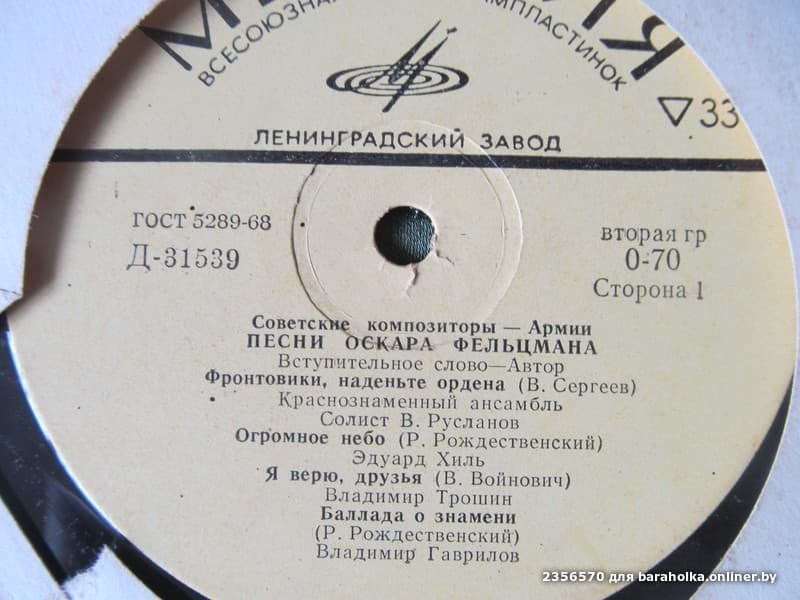 ВСЕСОЮЗНА МПЛАСТИНОК
▽33
ЛЕНИНГРАДСКИЙ ЗАВОД
ГОСТ 5289-68
Д-31539
вторая гр
0-70
Сторона 1
Советские композиторы — Армии
ПЕСНИ ОСКАРА ФЕЛЬЦМАНА
Вступительное слово—Автор
Фронтовики, наденьте ордена (В. Сергеев)
Краснознаменный ансамбль
Солист В. Русланов
Огромное небо (Р. Рождественский)
Эдуард Хиль
Я верю, друзья (В. Войнович)
Владимир Трошин
Баллада о знамени
(Р. Рождественский)
Владимир Гаврилов
2356570 для baraholka.onliner.by